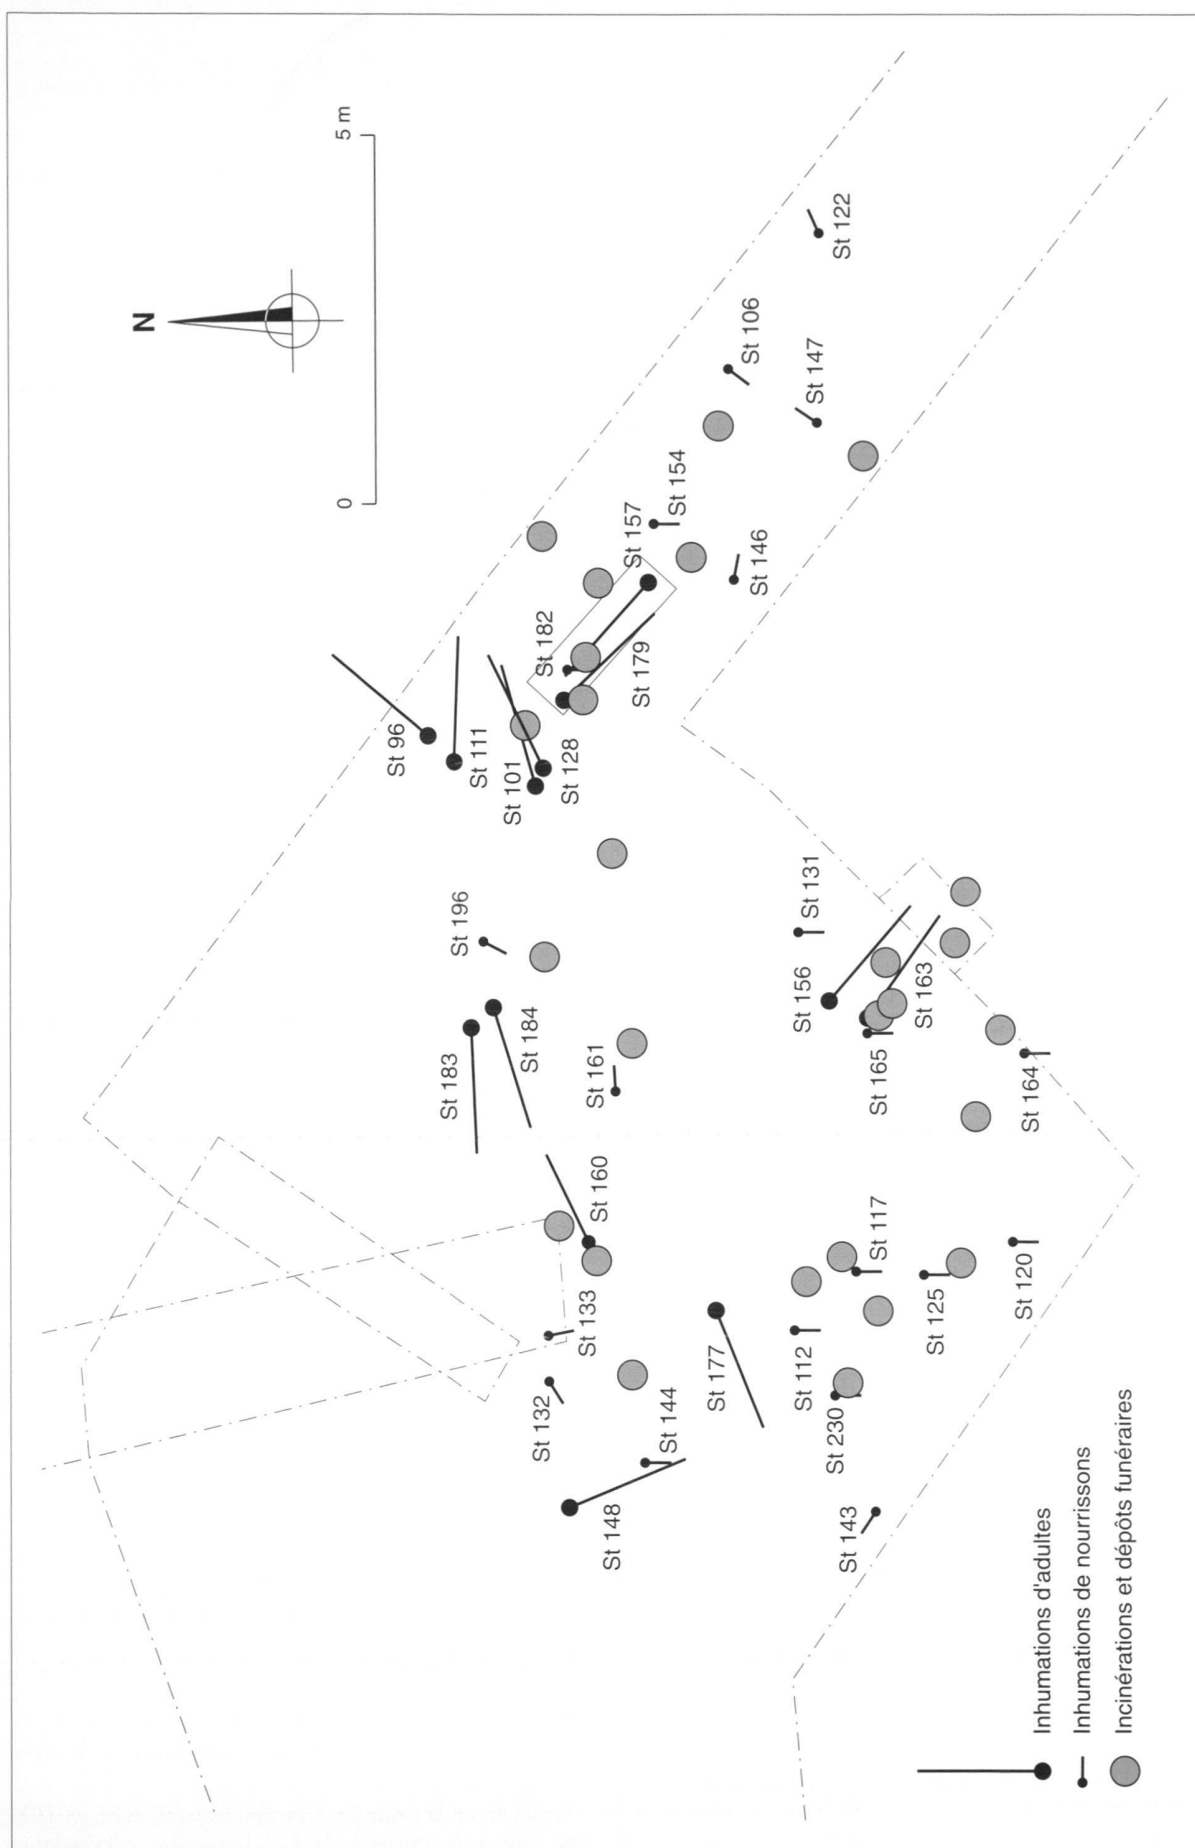 N
0
5 m
St 122
St 106
St 147
St 154
St 157
St 146
St 182
St 179
St 96
St 111
St 101
St 128
St 196
St 131
St 183
St 184
St 156
St 163
St 161
St 165
St 164
St 160
St 117
St 133
St 125
St 120
St 177
St 112
St 132
St 144
St 230
St 148
St 143
Inhumations d'adultes
Inhumations de nourrissons
Incinérations et dépôts funéraires